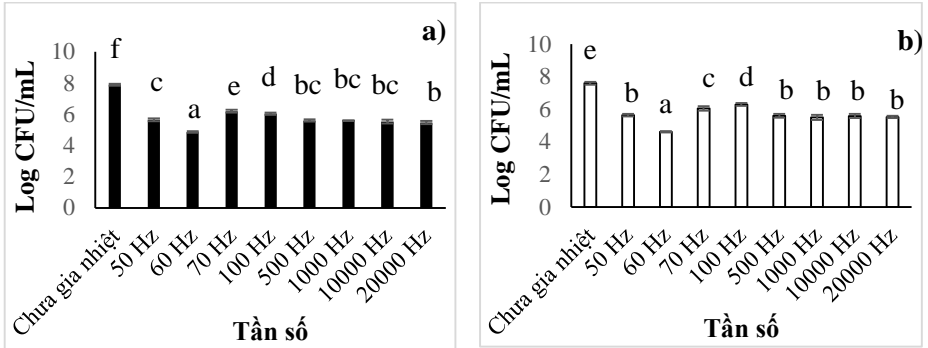 a)
Log CFU/mL
10
8
6
4
2
0
f
c
a
e
d
bc
bc
bc
b
Chưa gia nhiệt
50 Hz
60 Hz
70 Hz
100 Hz
500 Hz
1000 Hz
10000 Hz
20000 Hz
Tần số
b)
Log CFU/mL
10
8
6
4
2
0
e
b
a
c
d
b
b
b
b
Chưa gia nhiệt
50 Hz
60 Hz
70 Hz
100 Hz
500 Hz
1000 Hz
10000 Hz
20000 Hz
Tần số